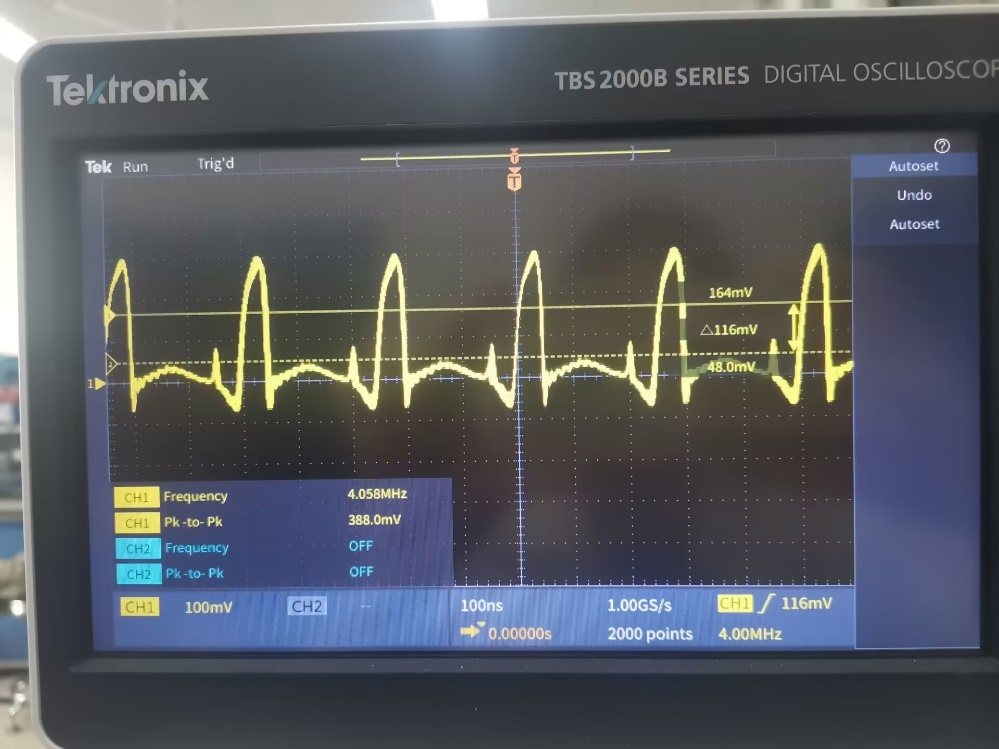 Tektronix
TBS 2000B SERIES DIGITAL OSCILLOSCOP
Tek Run Trig'd
T
T
Autoset
Undo
Autoset
164mV
△116mV
48.0mV
2
1
CH1 Frequency 4.058MHz
CH1 Pk-to-Pk 388.0mV
CH2 Frequency OFF
CH2 Pk-to-Pk OFF
CH1 100mV CH2 -- 100ns 1.00GS/s CH1 116mV
0.00000s 2000 points 4.00MHz